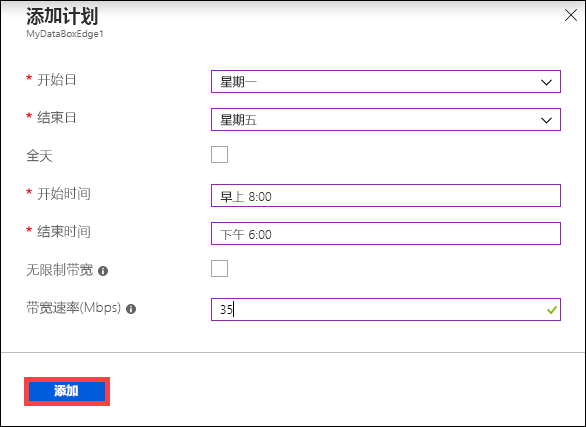 添加计划
MyDataBoxEdge1
* 开始日 星期一
* 结束日 星期五
全天
* 开始时间 早上 8:00
* 结束时间 下午 6:00
无限制带宽
带宽速率(Mbps) 35
添加